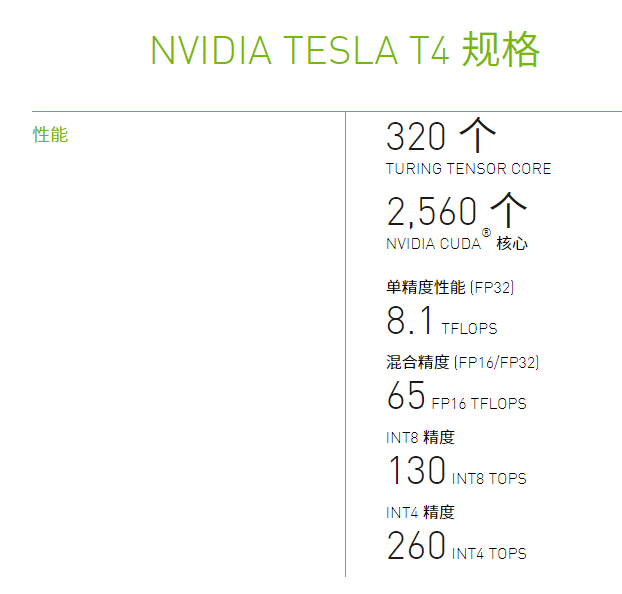 NVIDIA TESLA T4 规格
性能
320 个
TURING TENSOR CORE
2,560 个
NVIDIA CUDA® 核心
单精度性能 (FP32)
8.1 TFLOPS
混合精度 (FP16/FP32)
65 FP16 TFLOPS
INT8 精度
130 INT8 TOPS
INT4 精度
260 INT4 TOPS